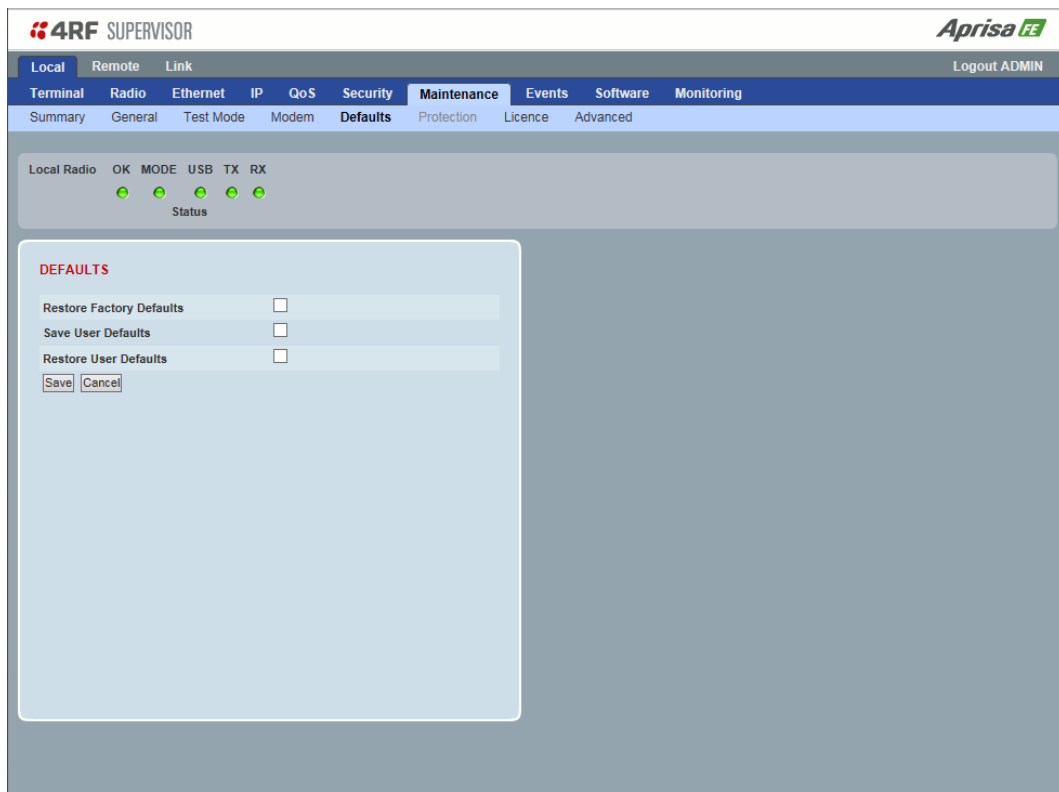 4RF SUPERVISOR
Aprisa FE
Local Remote Link Logout ADMIN
Terminal Radio Ethernet IP QoS Security Maintenance Events Software Monitoring
Summary General Test Mode Modem Defaults Protection Licence Advanced
Local Radio OK MODE USB TX RX
Status
DEFAULTS
Restore Factory Defaults
Save User Defaults
Restore User Defaults
Save Cancel